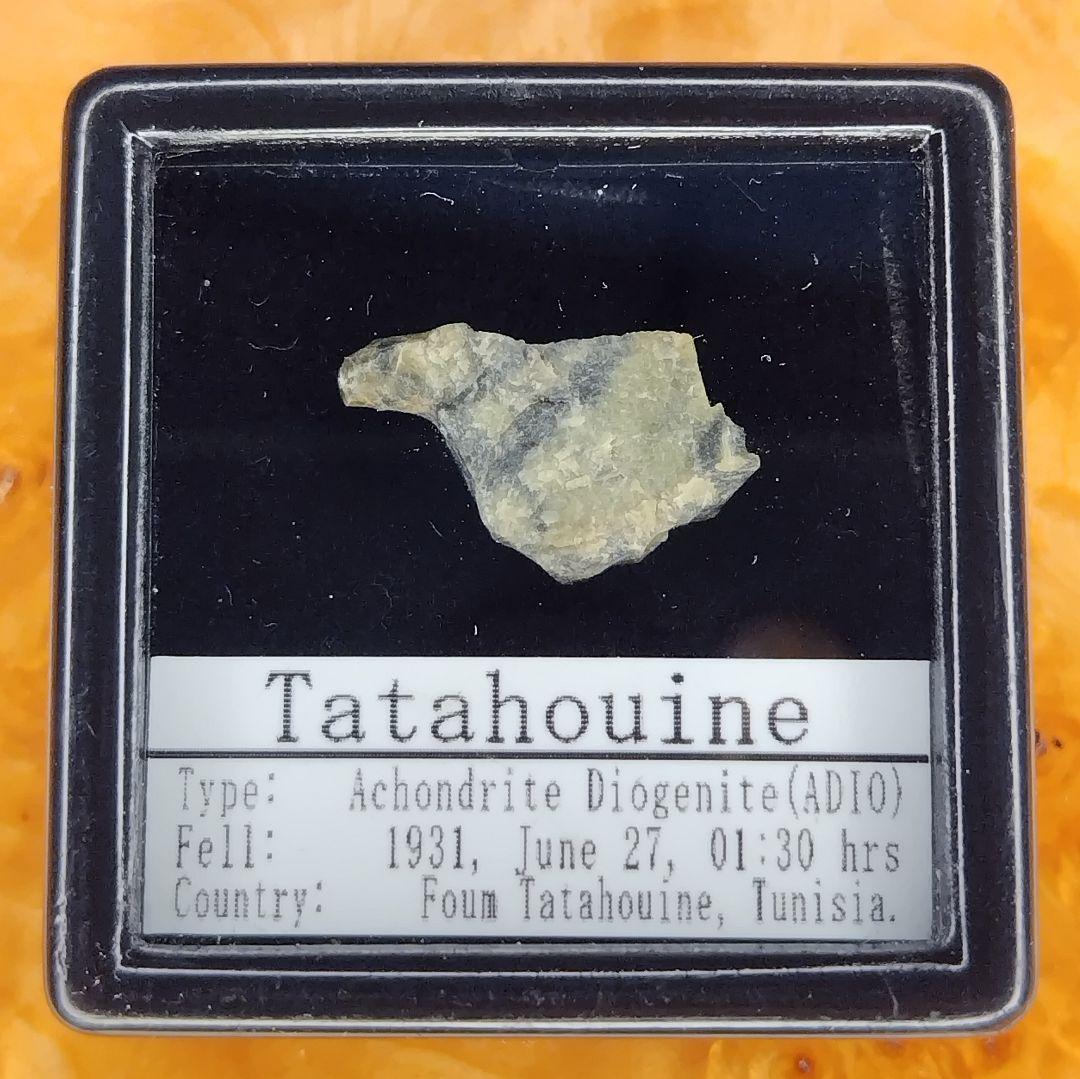 Tatahouine
Type: Achondrite Diogenite(ADIO)
Fell: 1931, June 27, 01:30 hrs
Country: Foum Tatahouine, Tunisia.